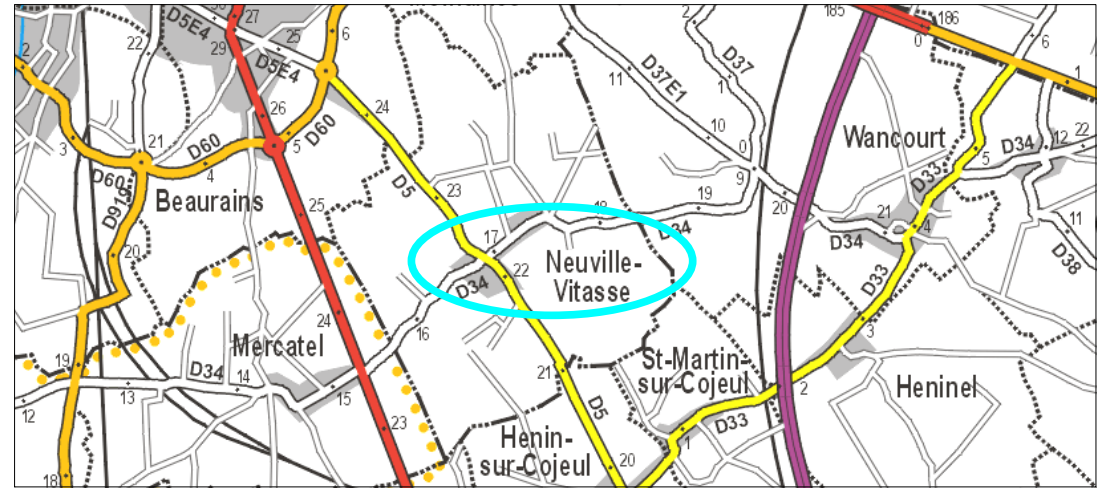 30
27
185
186
D5E4
25
6
2
0
6
22
29
D37
2
D5E4
11
D37E1
1
1
24
26
10
Wancourt
12
22
3
21
D60
5
D60
0
5
D34
4
D60
9
D33
Beaurains
D5
23
19
20
D919
25
18
21
11
17
D34
4
20
D34
D38
22
Neuville-
Vitasse
D34
D33
24
16
3
19
Mercatel
St-Martin-
sur-Cojeul
D34
14
21
2
Heninel
12
13
15
D5
D33
23
Henin-
sur-Cojeul
1
18
20